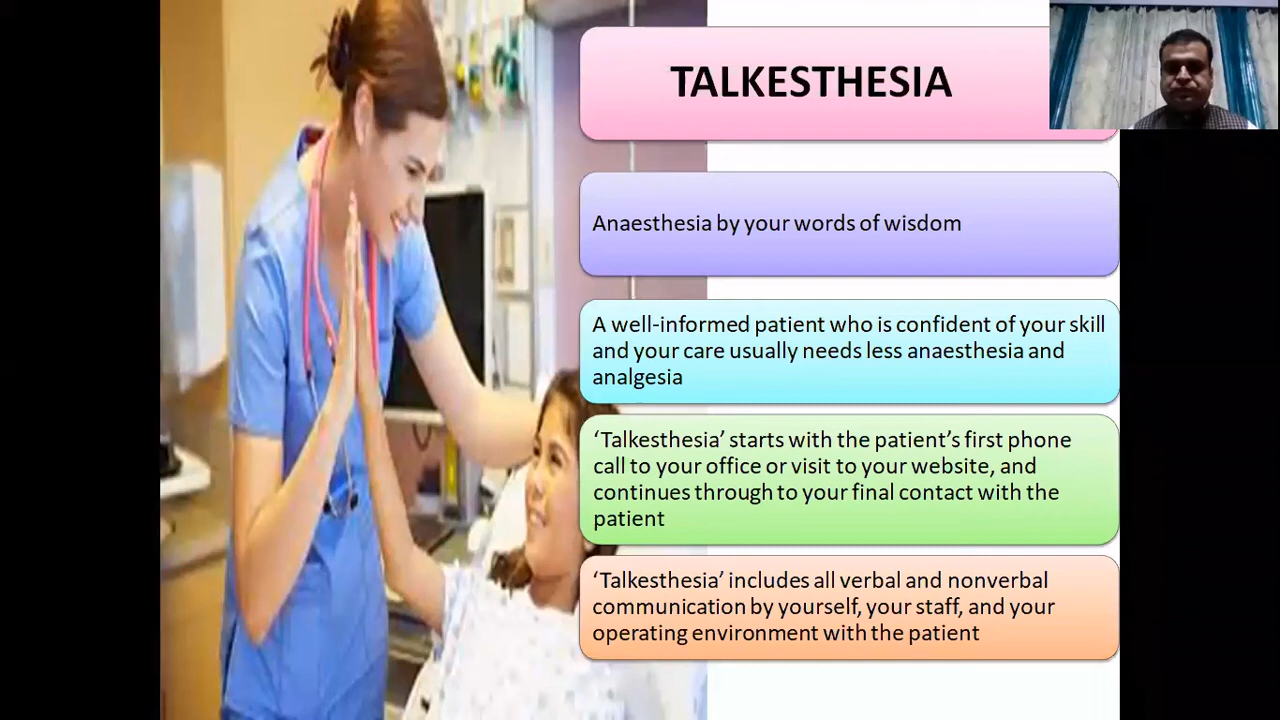 TALKESTHESIA
Anaesthesia by your words of wisdom
A well-informed patient who is confident of your skill
and your care usually needs less anaesthesia and
analgesia
‘Talkesthesia’ starts with the patient’s first phone
call to your office or visit to your website, and
continues through to your final contact with the
patient
‘Talkesthesia’ includes all verbal and nonverbal
communication by yourself, your staff, and your
operating environment with the patient